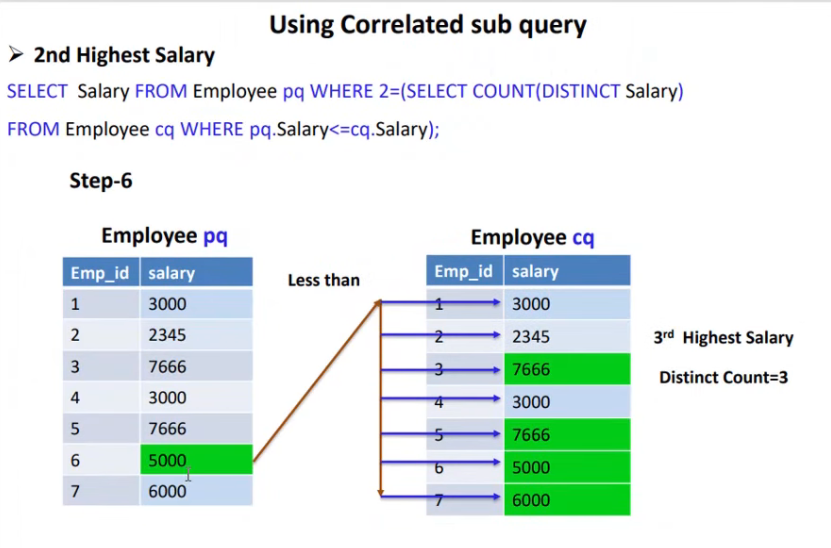 Using Correlated sub query
➤ 2nd Highest Salary
SELECT Salary FROM Employee pq WHERE 2=(SELECT COUNT(DISTINCT Salary)
FROM Employee cq WHERE pq.Salary<=cq.Salary);
Step-6
Employee pq
Emp_id salary
1 3000
2 2345
3 7666
4 3000
5 7666
6 5000
7 6000
Less than
Employee cq
Emp_id salary
1 3000
2 2345
3 7666
4 3000
5 7666
6 5000
7 6000
3rd Highest Salary
Distinct Count=3